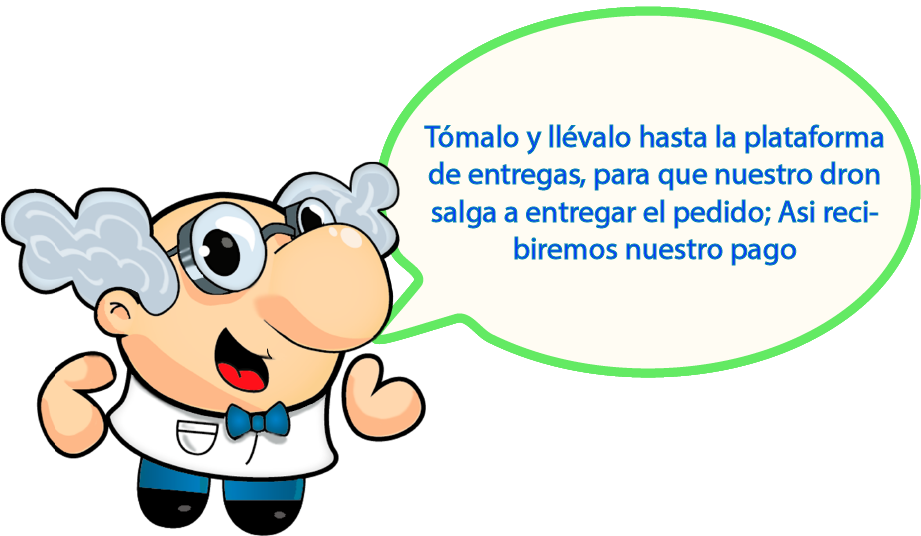 Tómalo y llévalo hasta la plataforma
de entregas, para que nuestro dron
salga a entregar el pedido; Asi reci-
biremos nuestro pago